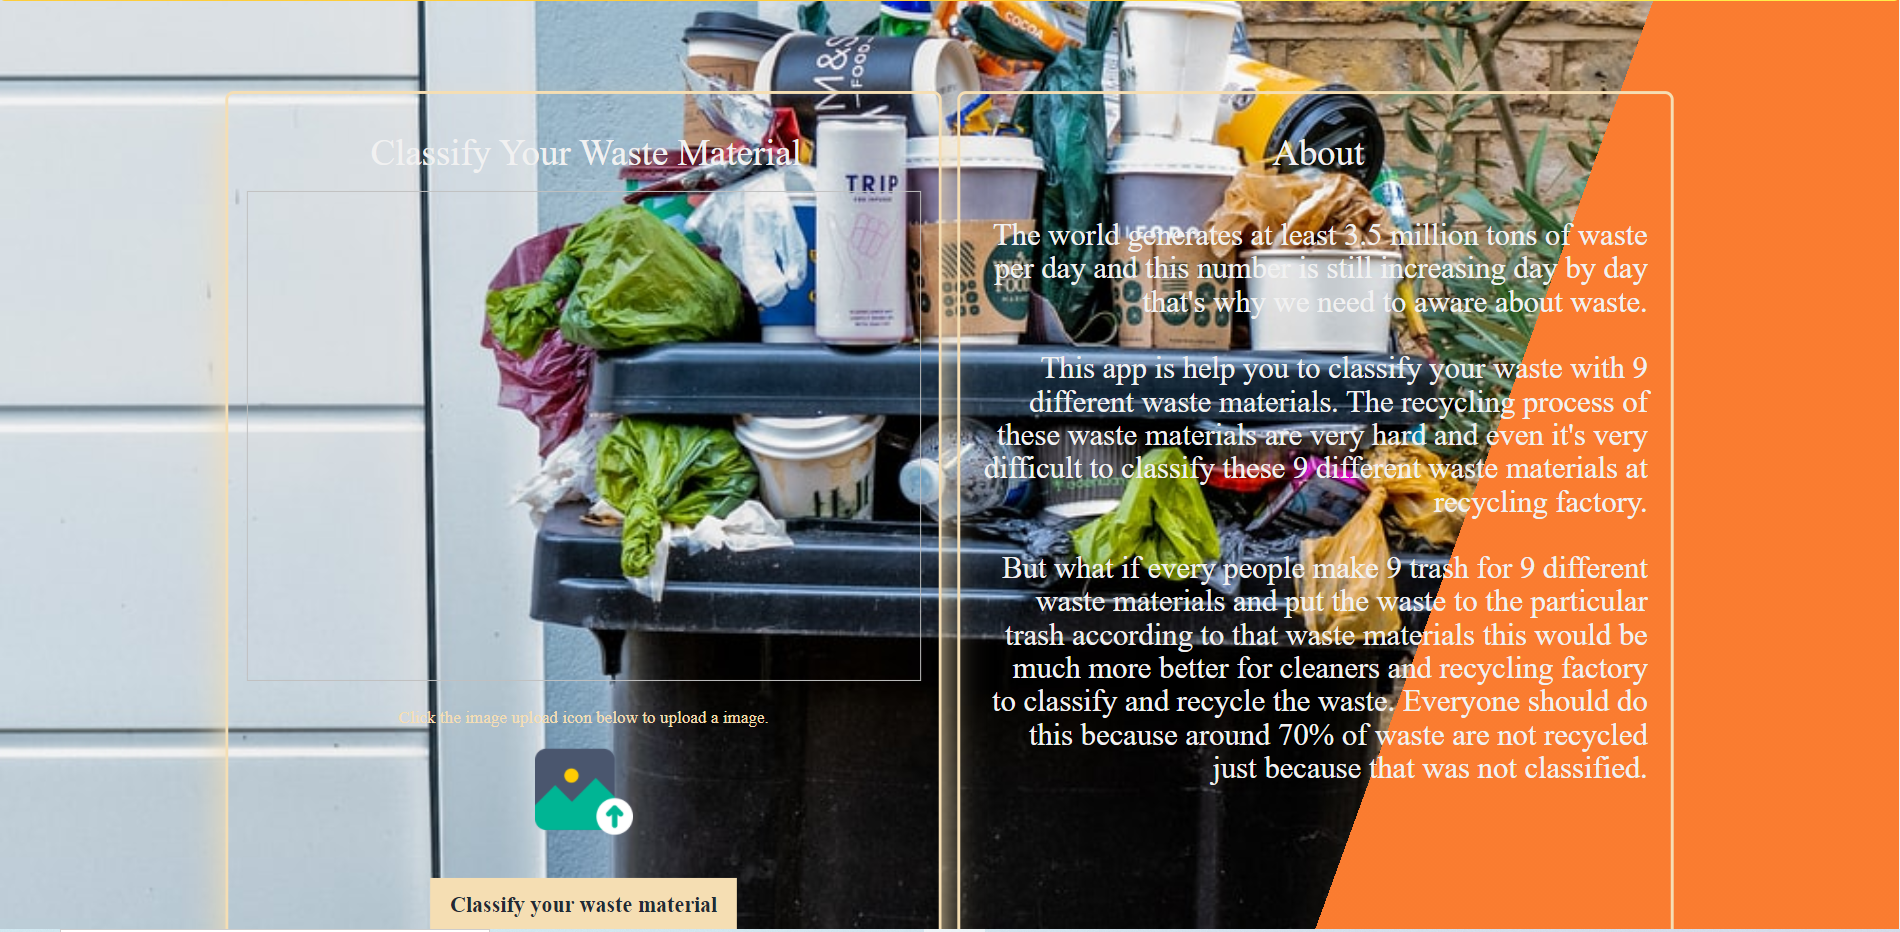 Classify Your Waste Material
Click the image upload icon below to upload a image.
Classify your waste material
About
The world generates at least 3.5 million tons of waste
per day and this number is still increasing day by day
that's why we need to aware about waste.
This app is help you to classify your waste with 9
different waste materials. The recycling process of
these waste materials are very hard and even it's very
difficult to classify these 9 different waste materials at
recycling factory.
But what if every people make 9 trash for 9 different
waste materials and put the waste to the particular
trash according to that waste materials this would be
much more better for cleaners and recycling factory
to classify and recycle the waste. Everyone should do
this because around 70% of waste are not recycled
just because that was not classified.
M&S
FOOD
COCOA
TRIP
FOOD